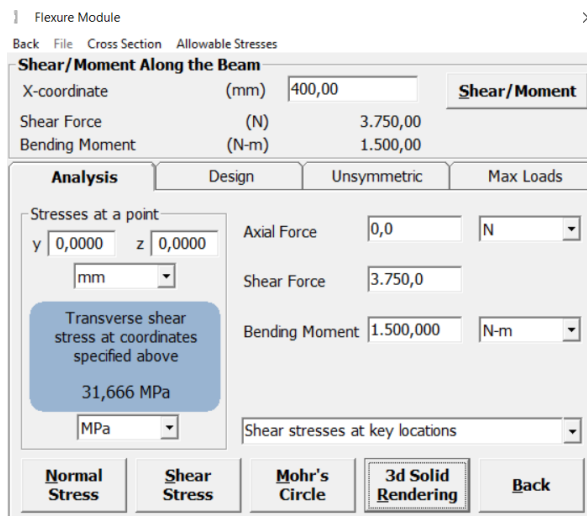 Flexure Module
Back File Cross Section Allowable Stresses
Shear/Moment Along the Beam
X-coordinate (mm) 400,00 Shear/Moment
Shear Force (N) 3.750,00
Bending Moment (N-m) 1.500,00
Analysis Design Unsymmetric Max Loads
Stresses at a point
y 0,0000 z 0,0000
mm
Transverse shear
stress at coordinates
specified above
31,666 MPa
MPa
Axial Force 0,0 N
Shear Force 3.750,0
Bending Moment 1.500,000 N-m
Shear stresses at key locations
Normal
Stress
Shear
Stress
Mohr's
Circle
3d Solid
Rendering
Back